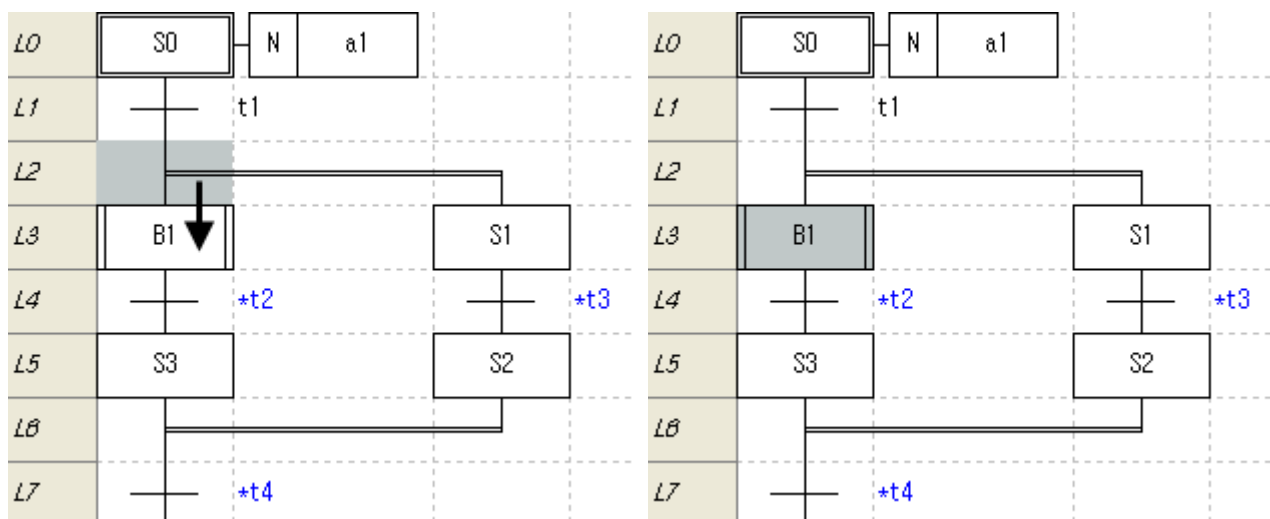 L0 S0 N a1
L1 t1
L2
L3 B1 S1
L4 *t2 *t3
L5 S3 S2
L6
L7 *t4
L0 S0 N a1
L1 t1
L2
L3 B1 S1
L4 *t2 *t3
L5 S3 S2
L6
L7 *t4